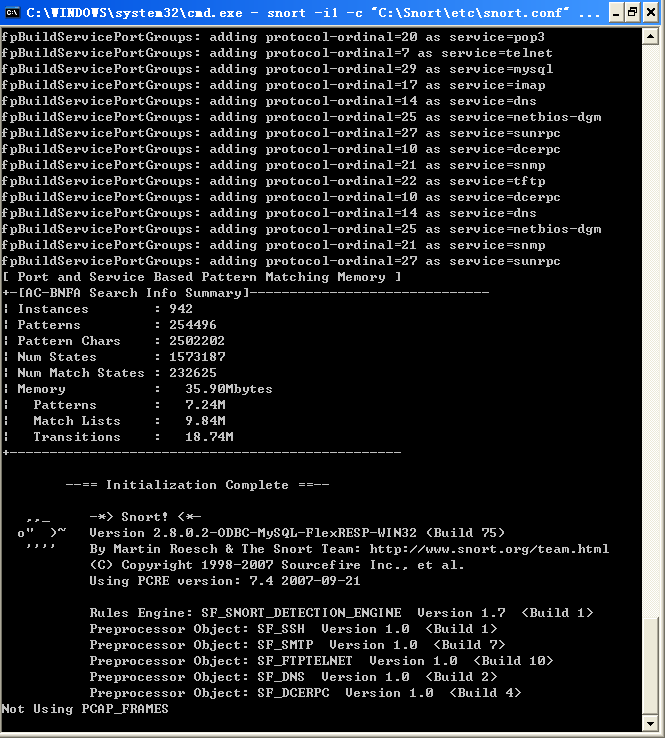 C:\WINDOWS\system32\cmd.exe - snort -i1 -c "C:\Snort\etc\snort.conf" ...
fpBuildServicePortGroups: adding protocol-ordinal=20 as service=pop3
fpBuildServicePortGroups: adding protocol-ordinal=7 as service=telnet
fpBuildServicePortGroups: adding protocol-ordinal=29 as service=mysql
fpBuildServicePortGroups: adding protocol-ordinal=17 as service=imap
fpBuildServicePortGroups: adding protocol-ordinal=14 as service=dns
fpBuildServicePortGroups: adding protocol-ordinal=25 as service=netbios-dgm
fpBuildServicePortGroups: adding protocol-ordinal=27 as service=sunrpc
fpBuildServicePortGroups: adding protocol-ordinal=10 as service=dcerpc
fpBuildServicePortGroups: adding protocol-ordinal=21 as service=snmp
fpBuildServicePortGroups: adding protocol-ordinal=22 as service=tftp
fpBuildServicePortGroups: adding protocol-ordinal=10 as service=dcerpc
fpBuildServicePortGroups: adding protocol-ordinal=14 as service=dns
fpBuildServicePortGroups: adding protocol-ordinal=25 as service=netbios-dgm
fpBuildServicePortGroups: adding protocol-ordinal=21 as service=snmp
fpBuildServicePortGroups: adding protocol-ordinal=27 as service=sunrpc
[ Port and Service Based Pattern Matching Memory ]
+-[AC-BNFA Search Info Summary]------------------------------
| Instances        : 942
| Patterns         : 254496
| Pattern Chars    : 2502202
| Num States       : 1573187
| Num Match States : 232625
| Memory           :   35.90Mbytes
|   Patterns       :   7.24M
|   Match Lists    :   9.84M
|   Transitions    :   18.74M
+-------------------------------------------------
        --== Initialization Complete ==--
   ,,_     -*> Snort! <*-
  o"  )~   Version 2.8.0.2-ODBC-MySQL-FlexRESP-WIN32 (Build 75)
   ''''    By Martin Roesch & The Snort Team: http://www.snort.org/team.html
           (C) Copyright 1998-2007 Sourcefire Inc., et al.
           Using PCRE version: 7.4 2007-09-21
           Rules Engine: SF_SNORT_DETECTION_ENGINE  Version 1.7  <Build 1>
           Preprocessor Object: SF_SSH  Version 1.0  <Build 1>
           Preprocessor Object: SF_SMTP  Version 1.0  <Build 7>
           Preprocessor Object: SF_FTPTELNET  Version 1.0  <Build 10>
           Preprocessor Object: SF_DNS  Version 1.0  <Build 2>
           Preprocessor Object: SF_DCERPC  Version 1.0  <Build 4>
Not Using PCAP_FRAMES